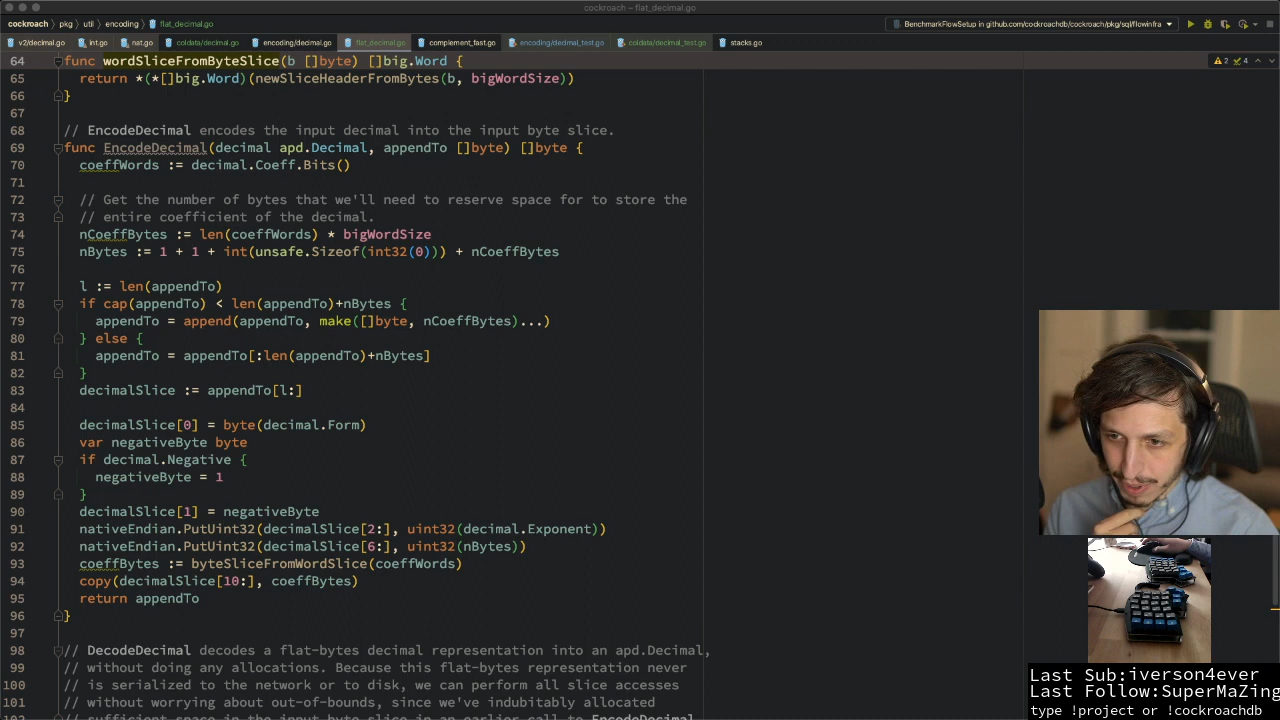 cockroach – flat_decimal.go
cockroach › pkg › util › encoding › flat_decimal.go
BenchmarkFlowSetup in github.com/cockroachdb/cockroach/pkg/sql/flowinfra
v2/decimal.go int.go nat.go coldata/decimal.go encoding/decimal.go flat_decimal.go complement_fast.go encoding/decimal_test.go coldata/decimal_test.go stacks.go
2 4
64 func wordSliceFromByteSlice(b []byte) []big.Word {
65 return *(*[]big.Word)(newSliceHeaderFromBytes(b, bigWordSize))
66 }
67
68 // EncodeDecimal encodes the input decimal into the input byte slice.
69 func EncodeDecimal(decimal apd.Decimal, appendTo []byte) []byte {
70 coeffWords := decimal.Coeff.Bits()
71
72 // Get the number of bytes that we'll need to reserve space for to store the
73 // entire coefficient of the decimal.
74 nCoeffBytes := len(coeffWords) * bigWordSize
75 nBytes := 1 + 1 + int(unsafe.Sizeof(int32(0))) + nCoeffBytes
76
77 l := len(appendTo)
78 if cap(appendTo) < len(appendTo)+nBytes {
79 appendTo = append(appendTo, make([]byte, nCoeffBytes)...)
80 } else {
81 appendTo = appendTo[:len(appendTo)+nBytes]
82 }
83 decimalSlice := appendTo[l:]
84
85 decimalSlice[0] = byte(decimal.Form)
86 var negativeByte byte
87 if decimal.Negative {
88 negativeByte = 1
89 }
90 decimalSlice[1] = negativeByte
91 nativeEndian.PutUint32(decimalSlice[2:], uint32(decimal.Exponent))
92 nativeEndian.PutUint32(decimalSlice[6:], uint32(nBytes))
93 coeffBytes := byteSliceFromWordSlice(coeffWords)
94 copy(decimalSlice[10:], coeffBytes)
95 return appendTo
96 }
97
98 // DecodeDecimal decodes a flat-bytes decimal representation into an apd.Decimal,
99 // without doing any allocations. Because this flat-bytes representation never
100 // is serialized to the network or to disk, we can perform all slice accesses
101 // without worrying about out-of-bounds, since we've indubitably allocated
102 // sufficient space in the input byte slice in an earlier call to EncodeDecimal
Last Sub:iverson4ever
Last Follow:SuperMaZing
type !project or !cockroachdb